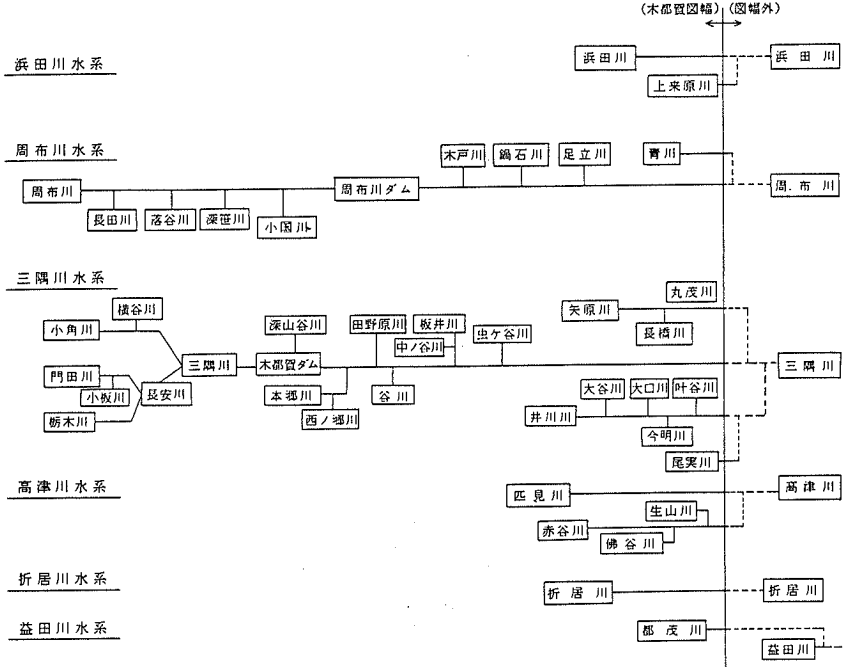 (木都賀図幅) (図幅外)
浜田川水系
浜田川
浜田川
上来原川
周布川水系
木戸川
鍋石川
足立川
青川
周布川
周布川ダム
周.布川
長田川
落谷川
深笹川
小国川
三隅川水系
丸茂川
横谷川
矢原川
小角川
深山谷川
田野原川
板井川
虫ケ谷川
長橋川
中ノ谷川
三隅川
木都賀ダム
三隅川
門田川
小板川
長安川
本郷川
谷川
大谷川
大口川
叶谷川
栃木川
西ノ郷川
井川川
今明川
尾実川
高津川水系
匹見川
高津川
生山川
赤谷川
佛谷川
折居川水系
折居川
折居川
益田川水系
都茂川
益田川